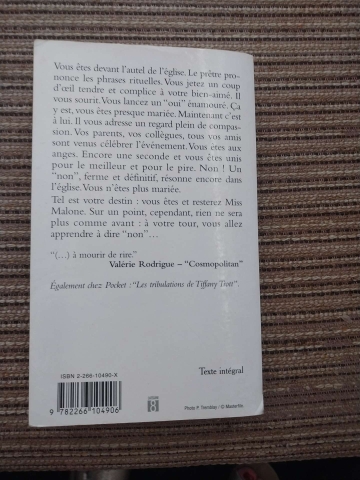 Vous êtes devant l'autel de l'église. Le prêtre pro-
nonce les phrases rituelles. Vous jetez un coup
d'œil tendre et complice à votre bien-aimé. Il
vous sourit. Vous lancez un "oui" énamouré. Ça
y est, vous êtes presque mariée. Maintenant c'est
à lui. Il vous adresse un regard plein de compas-
sion. Vos parents, vos collègues, tous vos amis
sont venus célébrer l'événement. Vous êtes aux
anges. Encore une seconde et vous êtes unis
pour le meilleur et pour le pire. Non ! Un
"non", ferme et définitif, résonne encore dans
l'église. Vous n'êtes plus mariée.
Tel est votre destin : vous êtes et resterez Miss
Malone. Sur un point, cependant, rien ne sera
plus comme avant : à votre tour, vous allez
apprendre à dire "non"...
"(...) à mourir de rire."
Valérie Rodrigue – "Cosmopolitan"
Également chez Pocket : "Les tribulations de Tiffany Trott".
ISBN 2-266-10490-X
Texte intégral
9 782266 104906
Photo P. Tremblay / © Masterfile